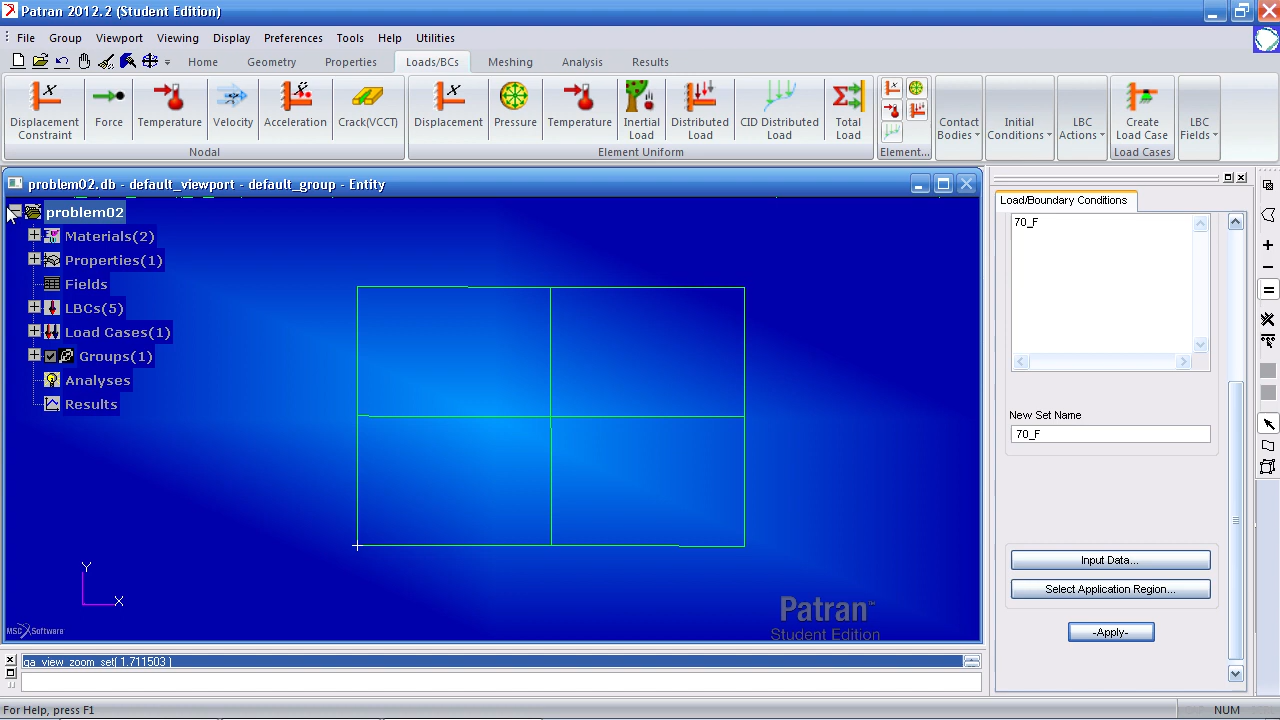 Patran 2012.2 (Student Edition)
File Group Viewport Viewing Display Preferences Tools Help Utilities
Home Geometry Properties Loads/BCs Meshing Analysis Results
Displacement Constraint
Force
Temperatu
elocity
Acceleration
Crack(VCCT)
Displacement
Pressure
Temperature
Inertial Load
Distributed Load
CID Distributed Load
Total Load
Contact Bodies
Initial Conditions
LBC Actions
Create Load Case
LBC Fields
Nodal
Element Uniform
Element...
Load Cases
problem02.db - default_viewport - default_group - Entity
problem02
Materials(2)
Properties(1)
Fields
LBCs(5)
Load Cases(1)
Groups(1)
Analyses
Results
Y
X
MSC Software
Patran™
Student Edition
Load/Boundary Conditions
70_F
New Set Name
70_F
Input Data...
Select Application Region...
-Apply-
ga_view_zoom_set( 1.711503 )
For Help, press F1
NUM